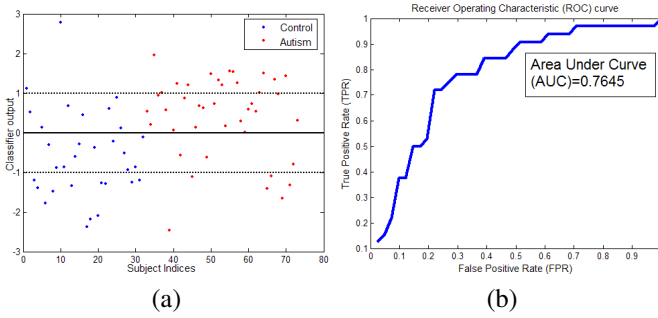 3
2
1
0
-1
-2
-3
0 10 20 30 40 50 60 70 80
Classifier output
Subject Indices
Control
Autism
(a)
Receiver Operating Characteristic (ROC) curve
1
0.9
0.8
0.7
0.6
0.5
0.4
0.3
0.2
0.1
0 0.1 0.2 0.3 0.4 0.5 0.6 0.7 0.8 0.9 1
True Positive Rate (TPR)
False Positive Rate (FPR)
Area Under Curve
(AUC)=0.7645
(b)